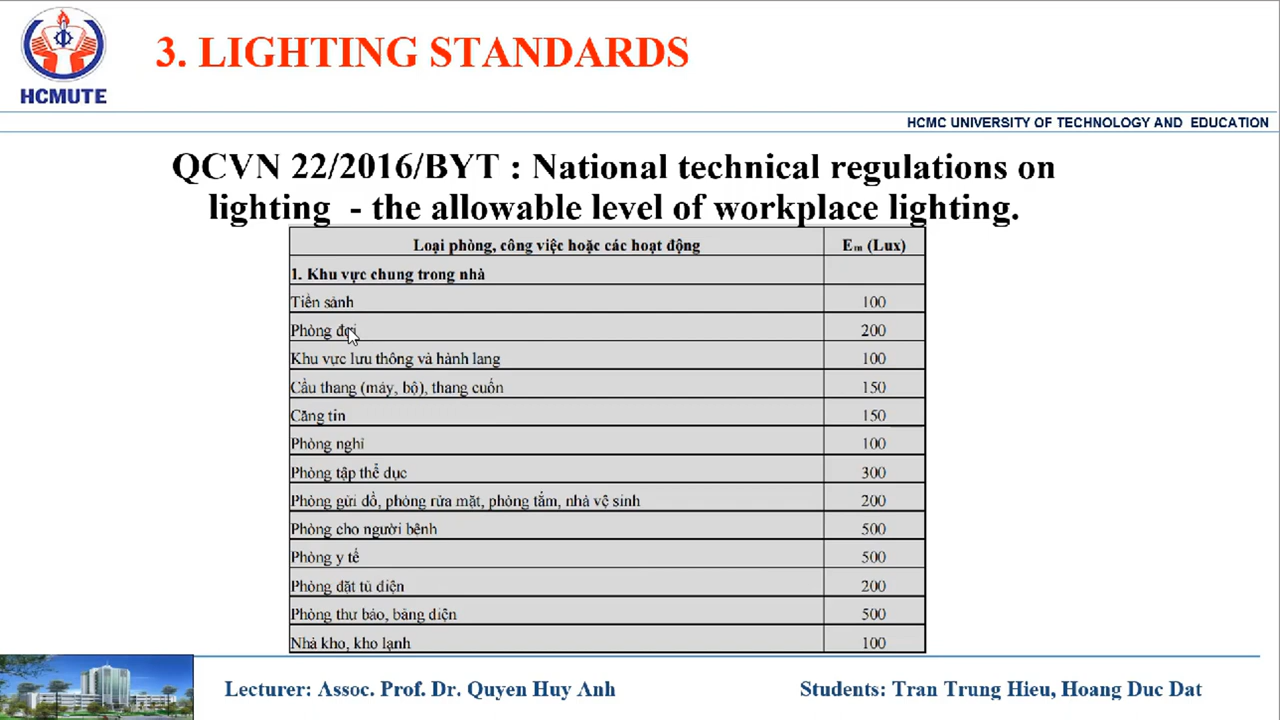 HCMUTE
3. LIGHTING STANDARDS
HCMC UNIVERSITY OF TECHNOLOGY AND EDUCATION
QCVN 22/2016/BYT : National technical regulations on
lighting - the allowable level of workplace lighting.
Loại phòng, công việc hoặc các hoạt động Em (Lux)
1. Khu vực chung trong nhà
Tiền sảnh 100
Phòng đợi 200
Khu vực lưu thông và hành lang 100
Cầu thang (máy, bộ), thang cuốn 150
Căng tin 150
Phòng nghỉ 100
Phòng tập thể dục 300
Phòng gửi đồ, phòng rửa mặt, phòng tắm, nhà vệ sinh 200
Phòng cho người bệnh 500
Phòng y tế 500
Phòng đặt tủ điện 200
Phòng thư báo, bảng điện 500
Nhà kho, kho lạnh 100
Lecturer: Assoc. Prof. Dr. Quyen Huy Anh
Students: Tran Trung Hieu, Hoang Duc Dat